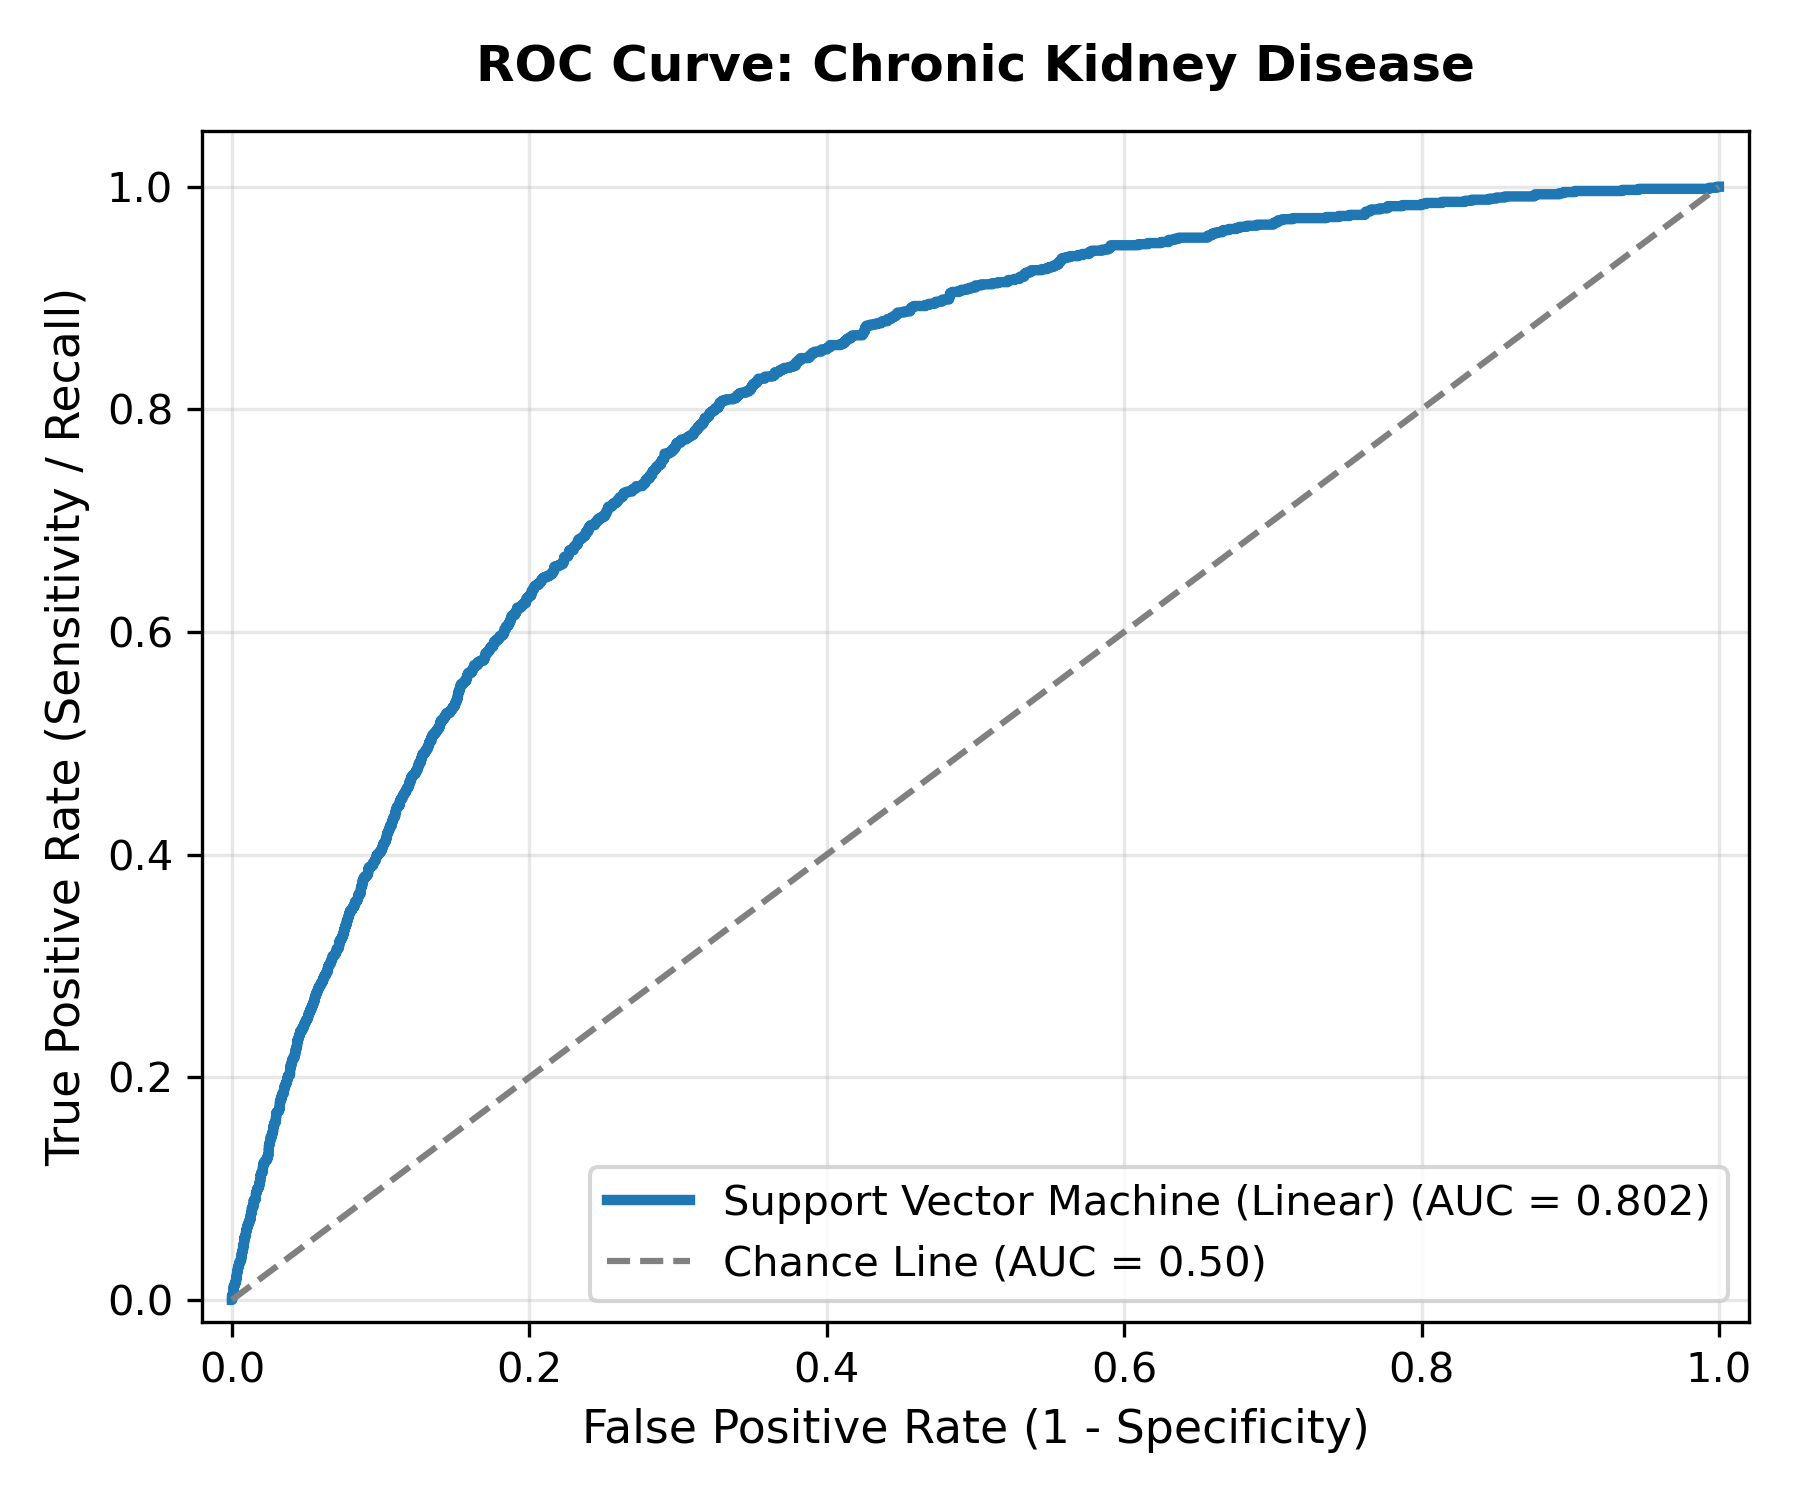 ROC Curve: Chronic Kidney Disease
True Positive Rate (Sensitivity / Recall)
1.0
0.8
0.6
0.4
0.2
0.0
Support Vector Machine (Linear) (AUC = 0.802)
Chance Line (AUC = 0.50)
0.0 0.2 0.4 0.6 0.8 1.0
False Positive Rate (1 - Specificity)